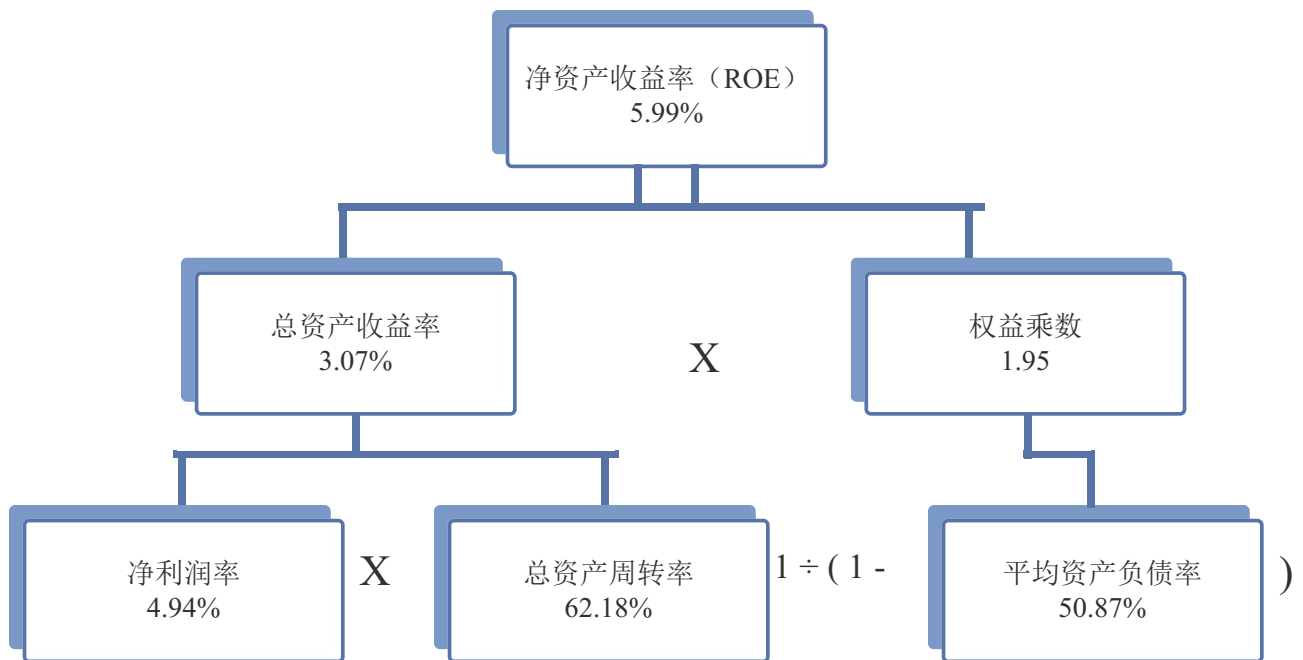 净资产收益率（ROE）
5.99%
总资产收益率
3.07%
X
权益乘数
1.95
净利润率
4.94%
X
总资产周转率
62.18%
1 ÷ ( 1 -
平均资产负债率
50.87%
)